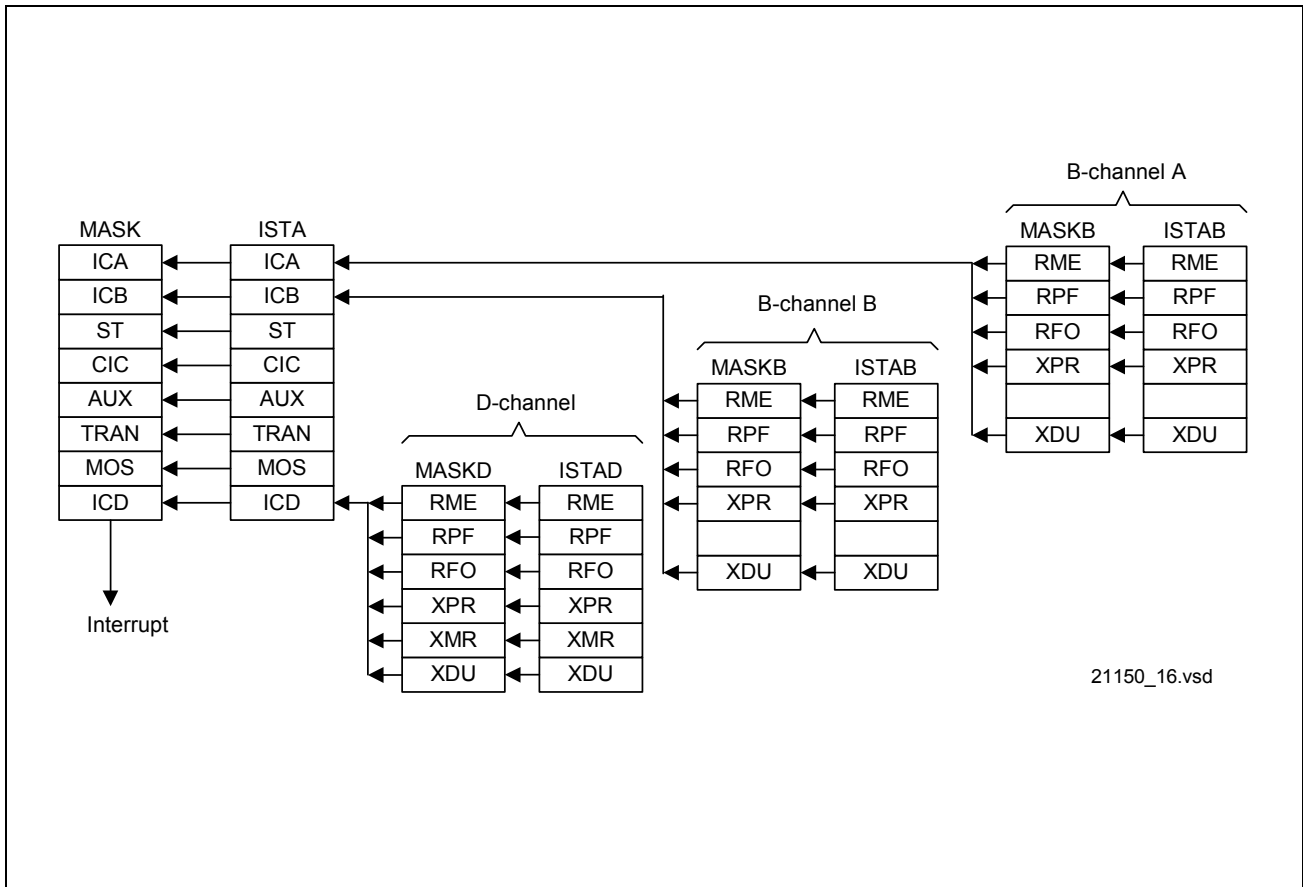 B-channel A
MASK ISTA MASKB ISTAB
ICA ICA RME RME
ICB ICB RPF RPF
B-channel B
ST ST RFO RFO
CIC CIC XPR XPR
MASKB ISTAB
AUX AUX RME RME
D-channel
TRAN TRAN RPF RPF XDU XDU
MOS MOS MASKD ISTAD RFO RFO
ICD ICD RME RME XPR XPR
RPF RPF
RFO RFO XDU XDU
XPR XPR
Interrupt
XMR XMR
XDU XDU
21150_16.vsd